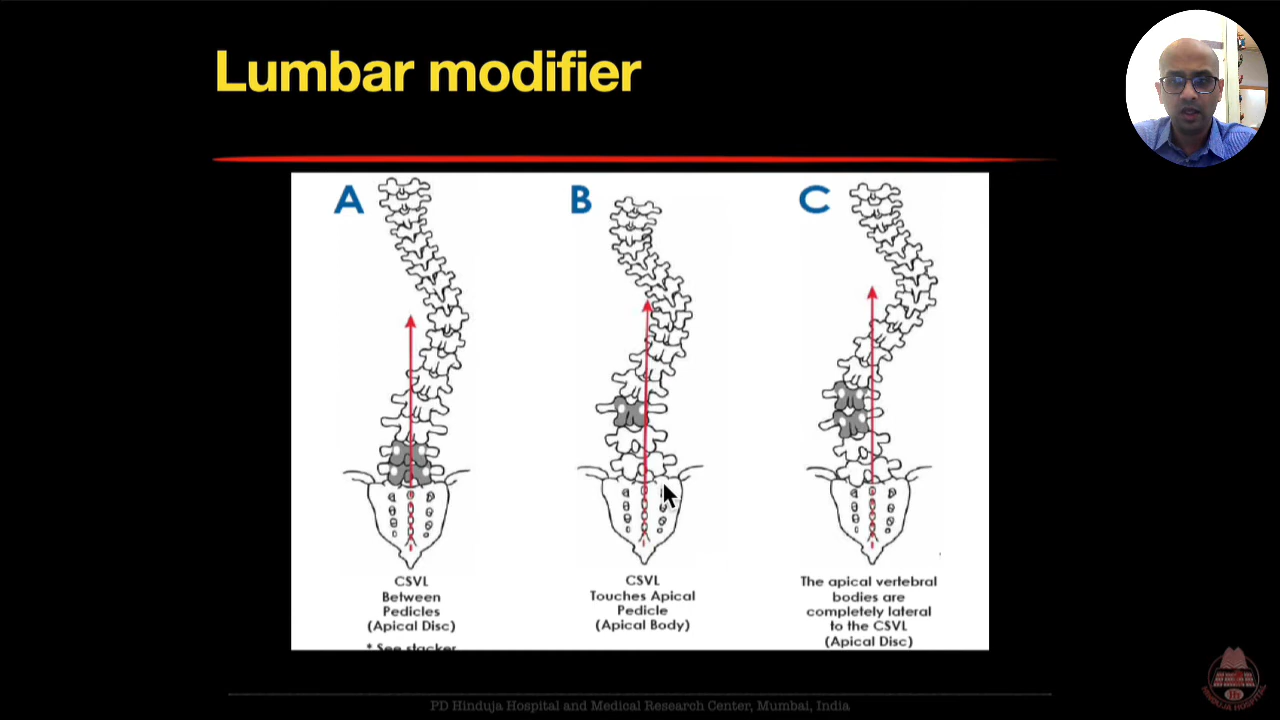 Lumbar modifier
A
B
C
CSVL
Between
Pedicles
(Apical Disc)
* See stacker
CSVL
Touches Apical
Pedicle
(Apical Body)
The apical vertebral
bodies are
completely lateral
to the CSVL
(Apical Disc)
PD Hinduja Hospital and Medical Research Center, Mumbai, India